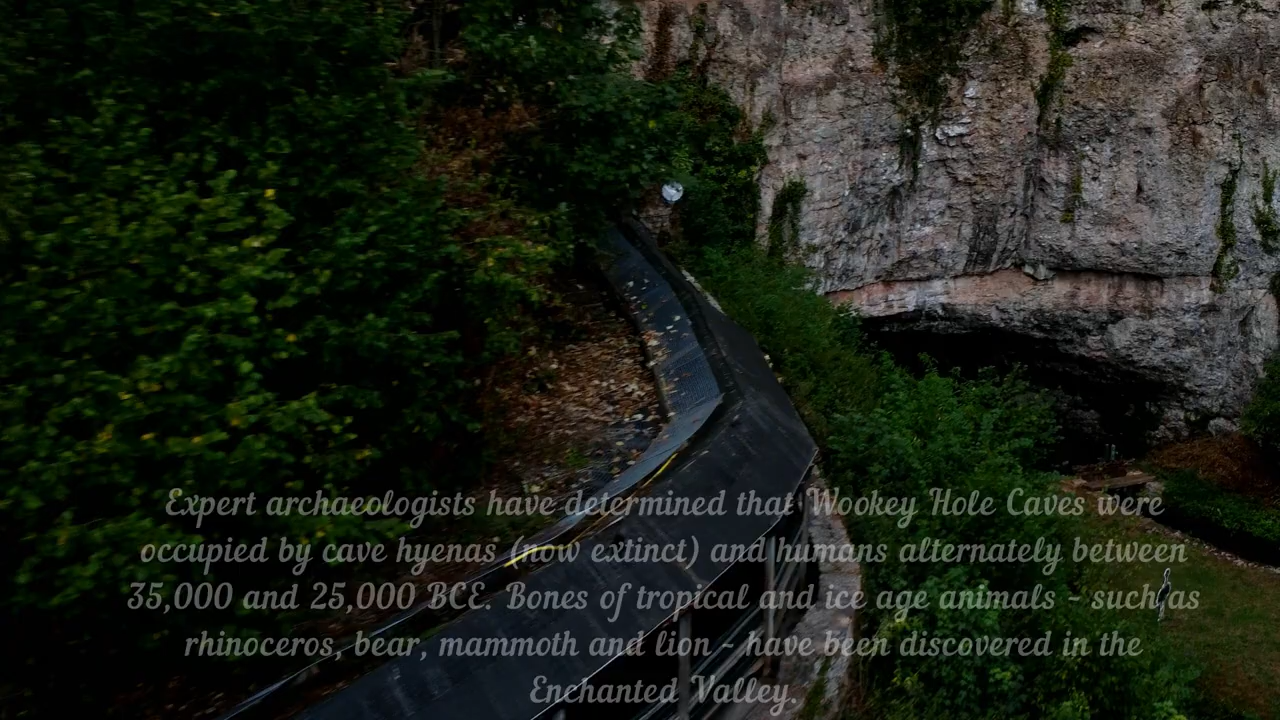 Expert archaeologists have determined that Wookey Hole Caves were
occupied by cave hyenas (now extinct) and humans alternately between
35,000 and 25,000 BCE. Bones of tropical and ice age animals - such as
rhinoceros, bear, mammoth and lion - have been discovered in the
Enchanted Valley.